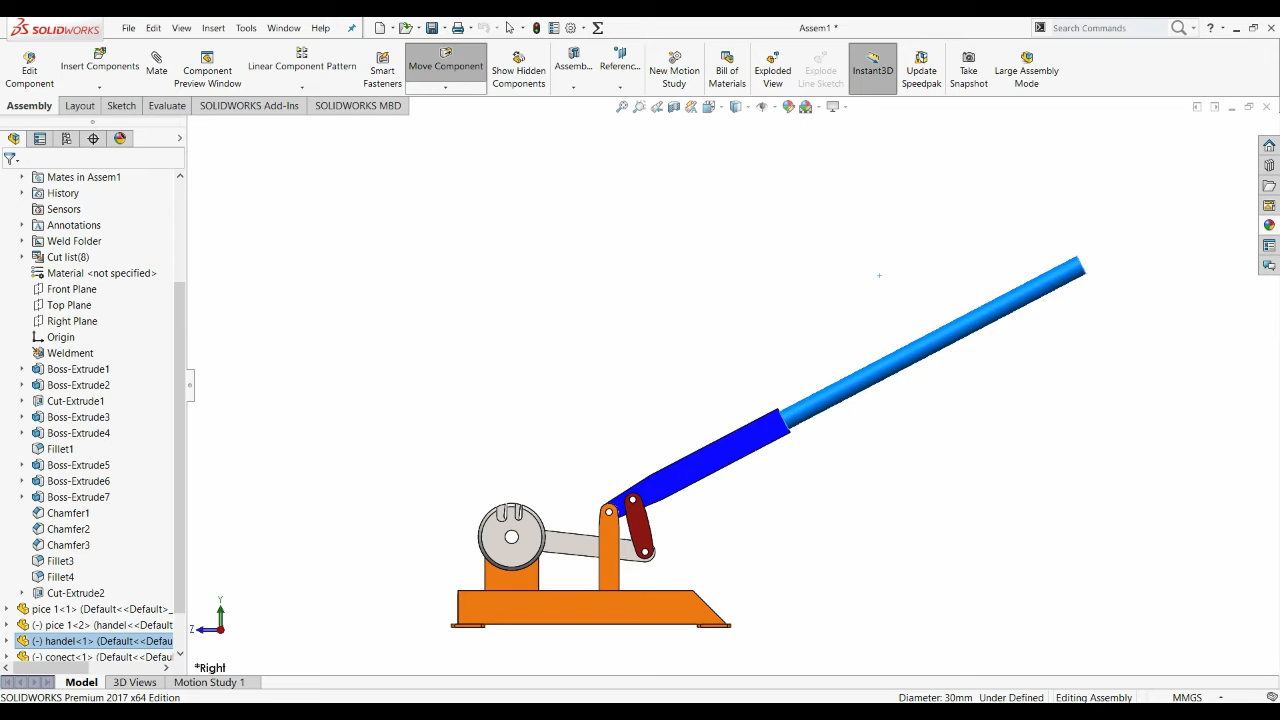 SOLIDWORKS
File Edit View Insert Tools Window Help
Assem1 *
Search Commands
?
Edit Component
Insert Components
Mate
Component Preview Window
Linear Component Pattern
Smart Fasteners
Move Component
Show Hidden Components
Assemb...
Referenc...
New Motion Study
Bill of Materials
Exploded View
Explode Line Sketch
Instant3D
Update Speedpak
Take Snapshot
Large Assembly Mode
Assembly Layout Sketch Evaluate SOLIDWORKS Add-Ins SOLIDWORKS MBD
Mates in Assem1
History
Sensors
Annotations
Weld Folder
Cut list(8)
Material <not specified>
Front Plane
Top Plane
Right Plane
Origin
Weldment
Boss-Extrude1
Boss-Extrude2
Cut-Extrude1
Boss-Extrude3
Boss-Extrude4
Fillet1
Boss-Extrude5
Boss-Extrude6
Boss-Extrude7
Chamfer1
Chamfer2
Chamfer3
Fillet3
Fillet4
Cut-Extrude2
pice 1<1> (Default<<Default>_
(-) pice 1<2> (handel<<Default
(-) handel<1> (Default<<Defau
(-) conect<1> (Default<<Defau
Y
Z
*Right
Model 3D Views Motion Study 1
SOLIDWORKS Premium 2017 x64 Edition
Diameter: 30mm Under Defined Editing Assembly MMGS